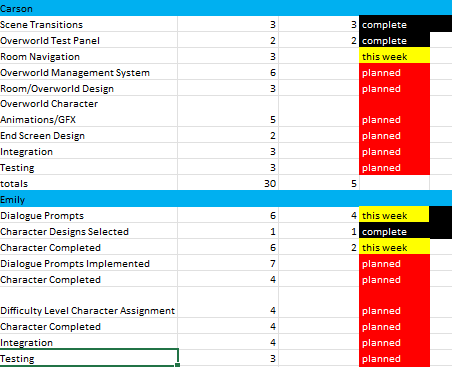 Carson
Scene Transitions 3 3 complete
Overworld Test Panel 2 2 complete
Room Navigation 3 this week
Overworld Management System 6 planned
Room/Overworld Design 3 planned
Overworld Character
Animations/GFX 5 planned
End Screen Design 2 planned
Integration 3 planned
Testing 3 planned
totals 30 5
Emily
Dialogue Prompts 6 4 this week
Character Designs Selected 1 1 complete
Character Completed 6 2 this week
Dialogue Prompts Implemented 7 planned
Character Completed 4 planned
Difficulty Level Character Assignment 4 planned
Character Completed 4 planned
Integration 4 planned
Testing 3 planned